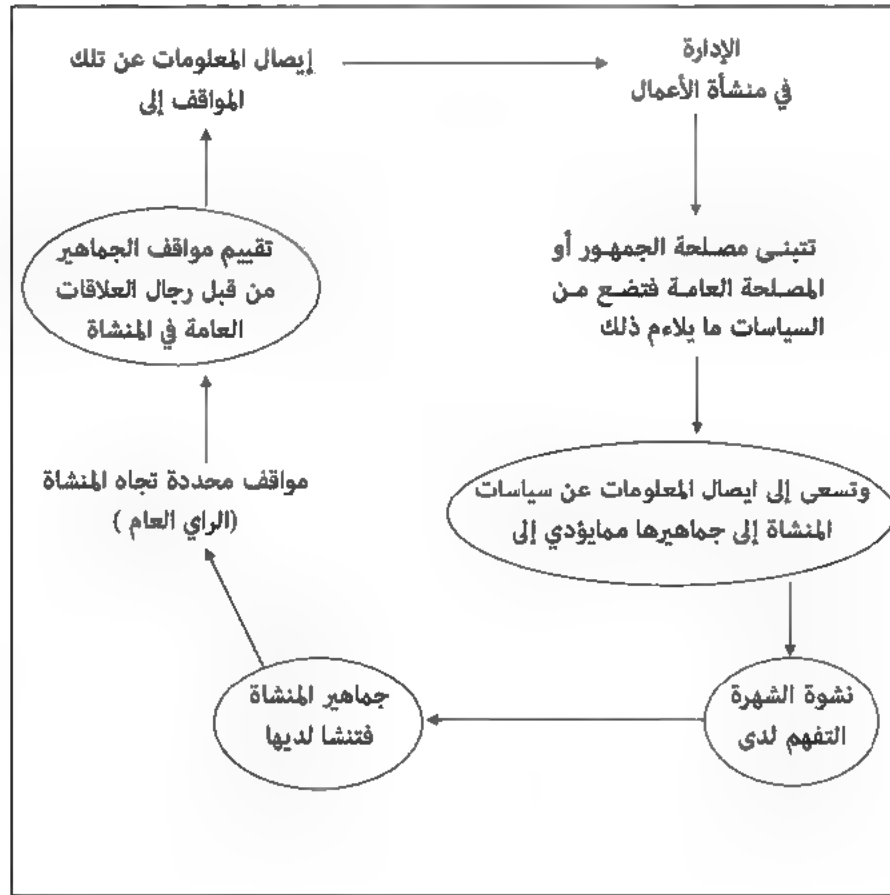 الإدارة
في منشأة الأعمال
تتبنى مصلحة الجمهور أو
المصلحة العامة فتضع من
السياسات ما يلاءم ذلك
وتسعى إلى ايصال المعلومات عن سياسات
المنشاة إلى جماهيرها ممايؤدي إلى
نشوة الشهرة
التفهم لدى
جماهير المنشاة
فتنشا لديها
مواقف محددة تجاه المنشاة
(الراي العام )
تقييم مواقف الجماهير
من قبل رجال العلاقات
العامة في المنشاة
إيصال المعلومات عن تلك
المواقف إلى